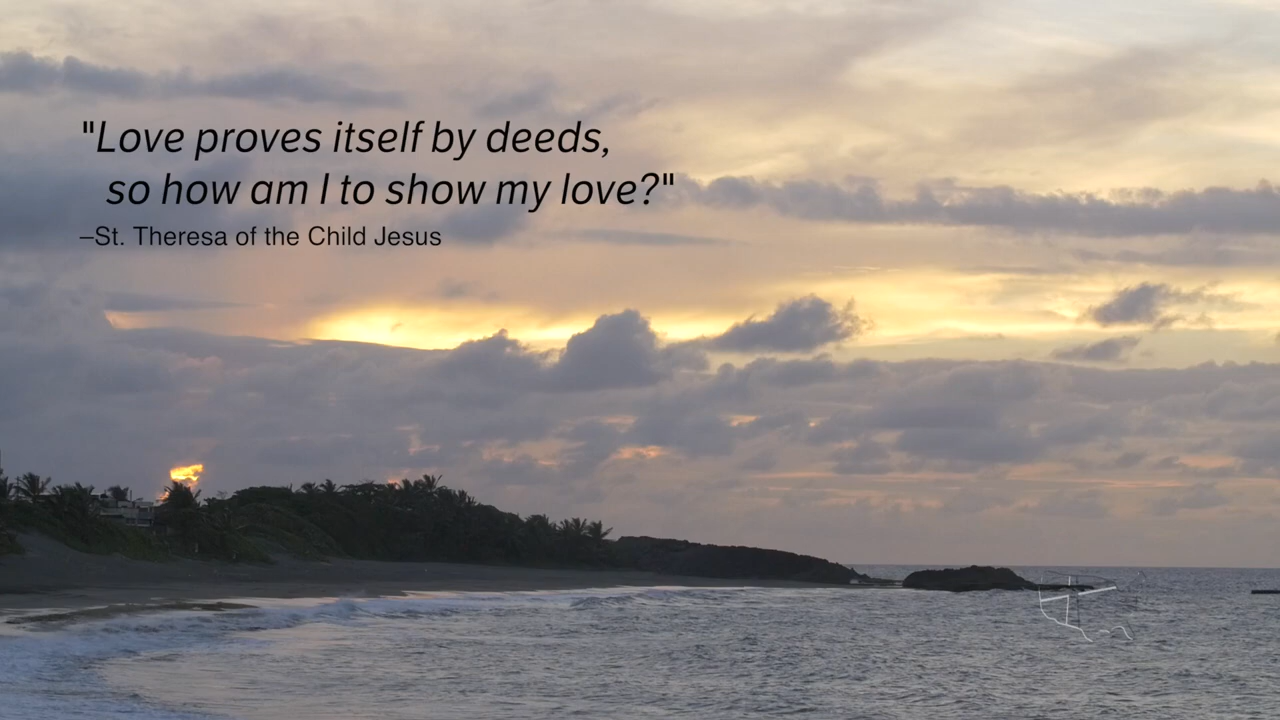 "Love proves itself by deeds,
so how am I to show my love?"
–St. Theresa of the Child Jesus